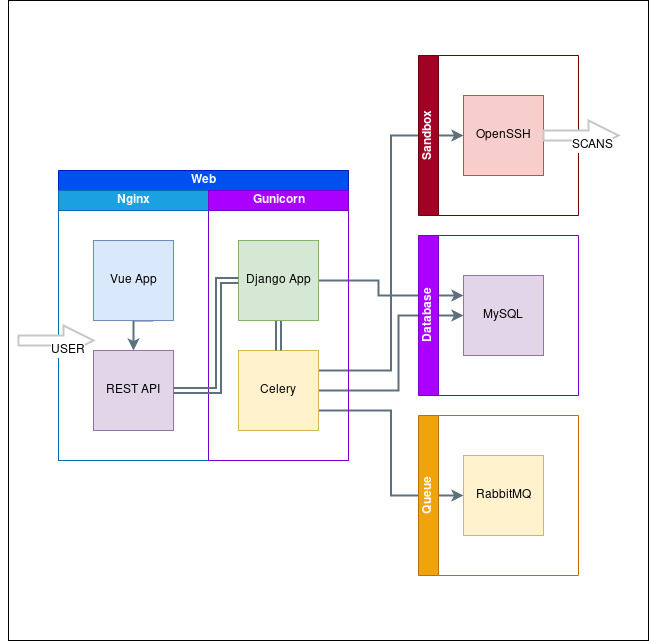 Web
Nginx
Gunicorn
Vue App
Django App
USER
REST API
Celery
Sandbox
OpenSSH
SCANS
Database
MySQL
Queue
RabbitMQ